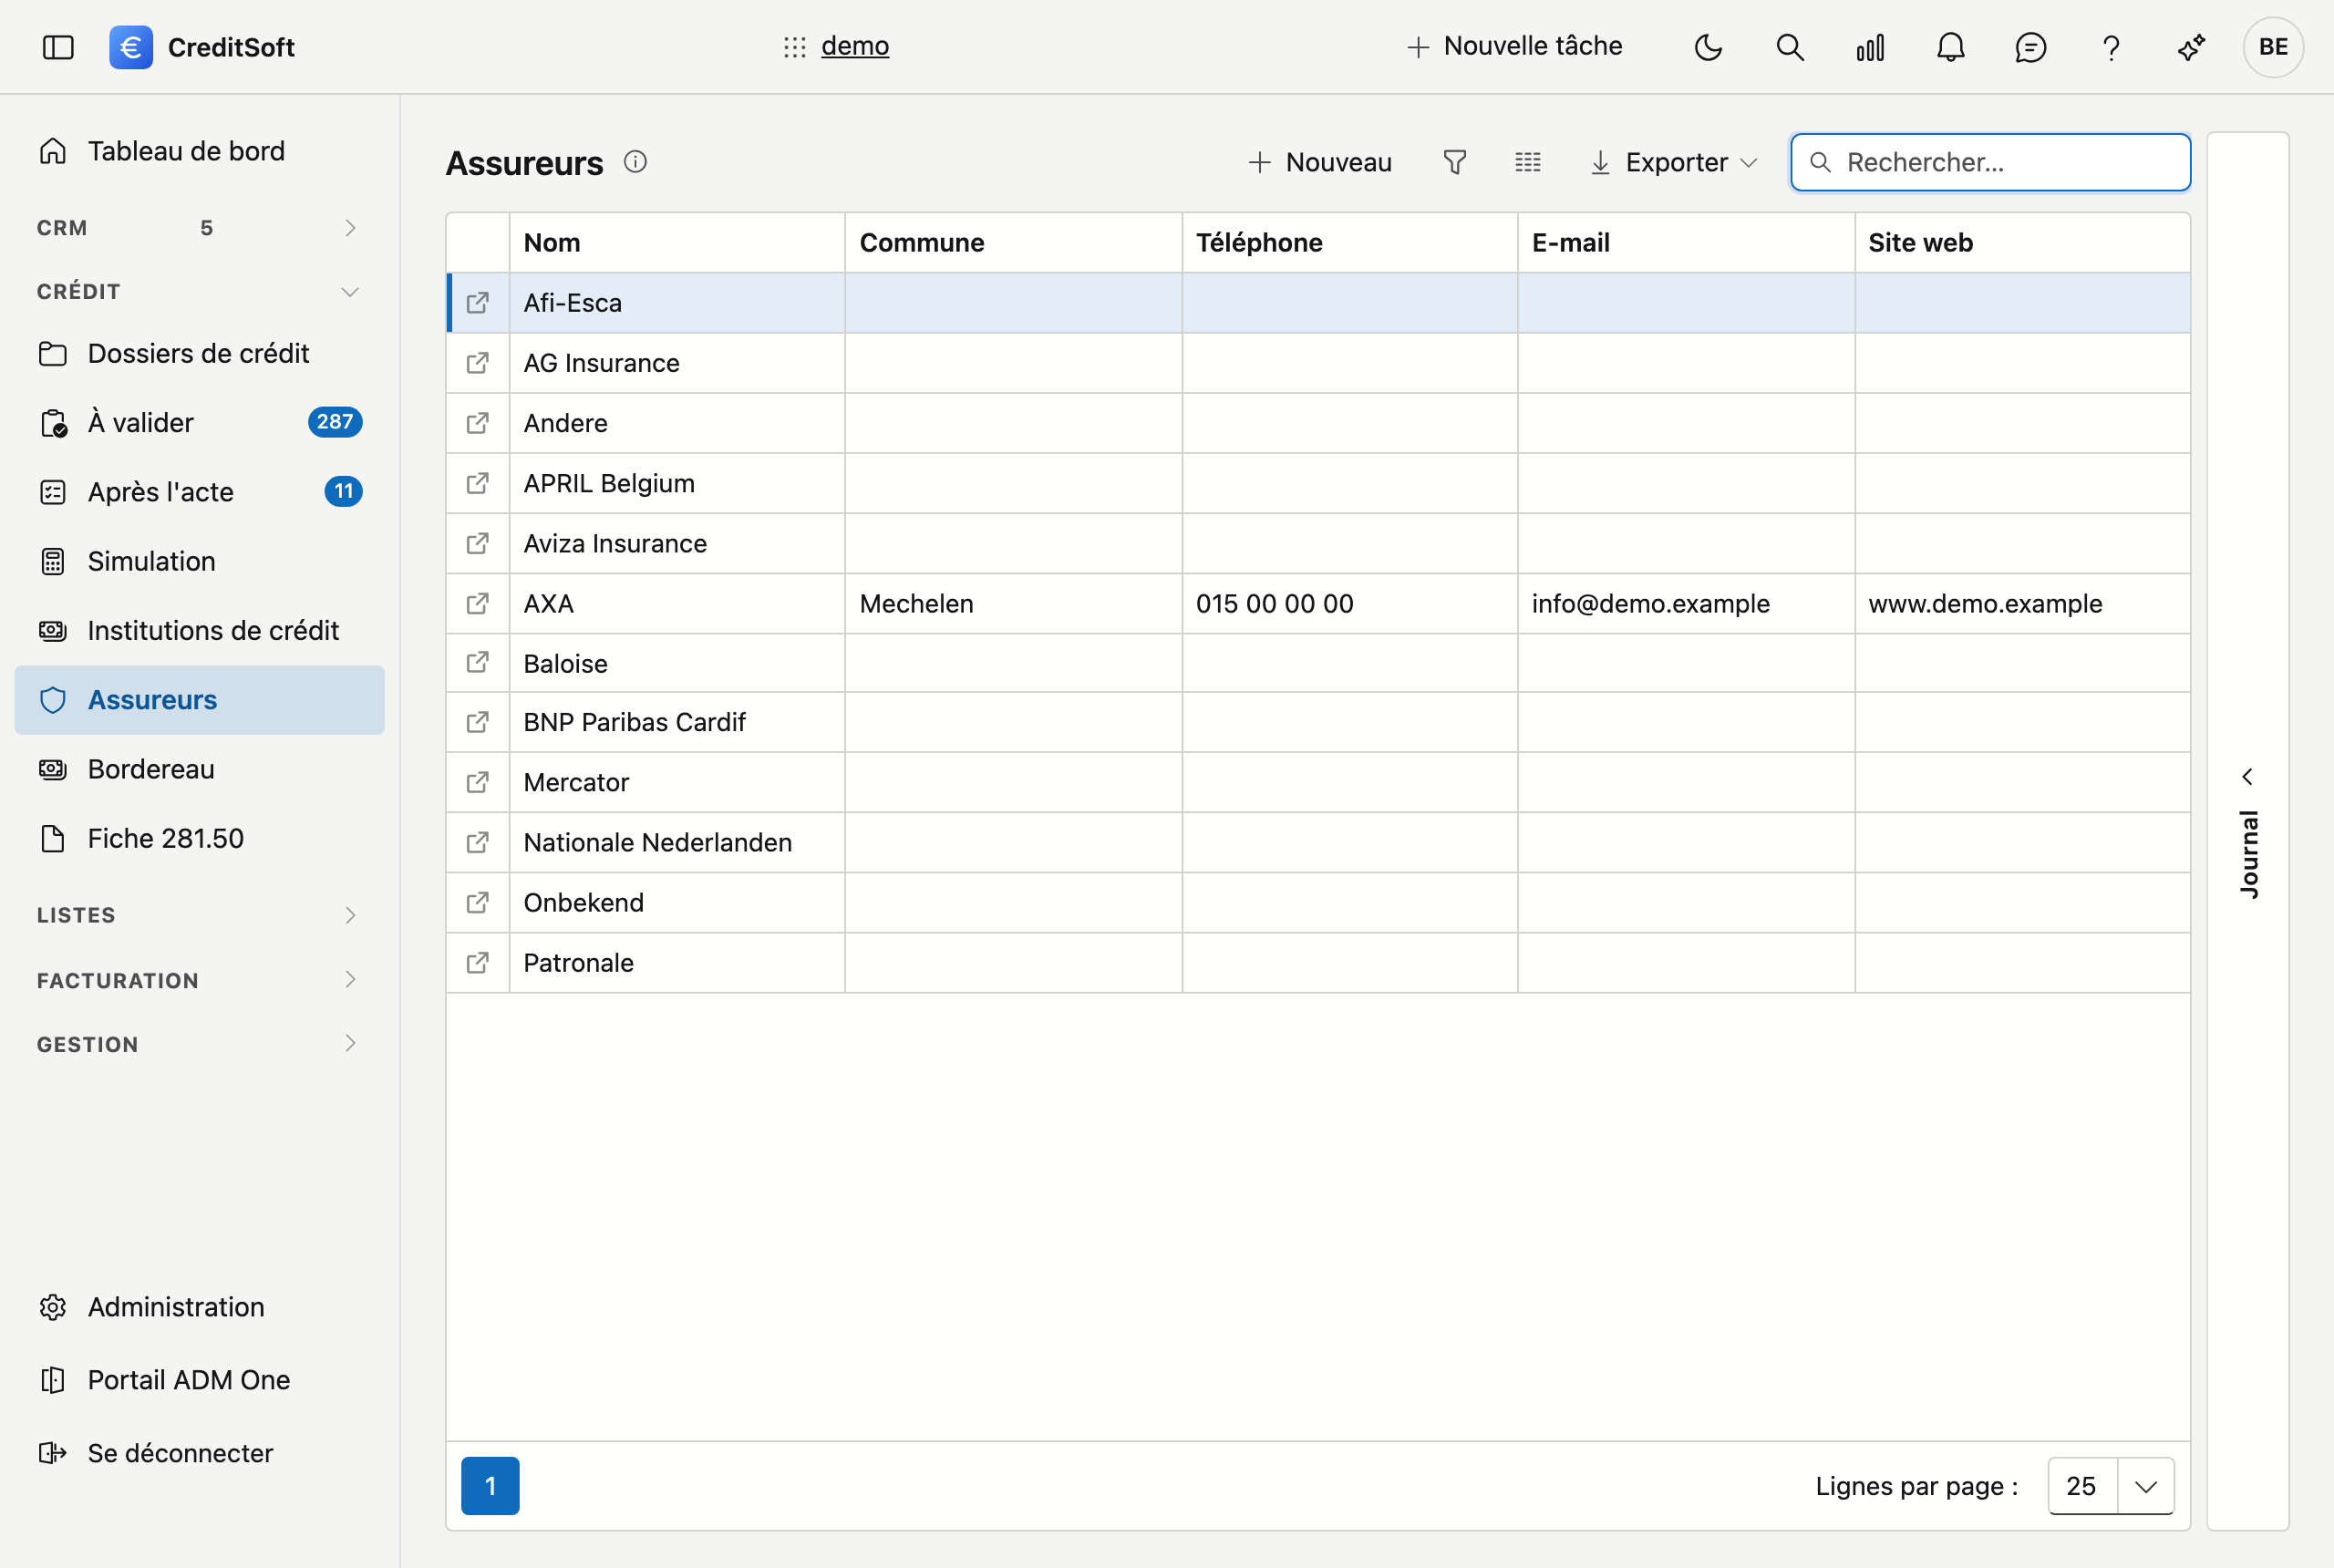 CreditSoft
demo
Nouvelle tâche
BE
Tableau de bord
CRM 5
CRÉDIT
Dossiers de crédit
À valider 287
Après l'acte 11
Simulation
Institutions de crédit
Assureurs
Bordereau
Fiche 281.50
LISTES
FACTURATION
GESTION
Administration
Portail ADM One
Se déconnecter
Assureurs
Nouveau
Exporter
Rechercher...
Nom Commune Téléphone E-mail Site web
Afi-Esca
AG Insurance
Andere
APRIL Belgium
Aviza Insurance
AXA Mechelen 015 00 00 00 info@demo.example www.demo.example
Baloise
BNP Paribas Cardif
Mercator
Nationale Nederlanden
Onbekend
Patronale
1
Lignes par page : 25
Journal